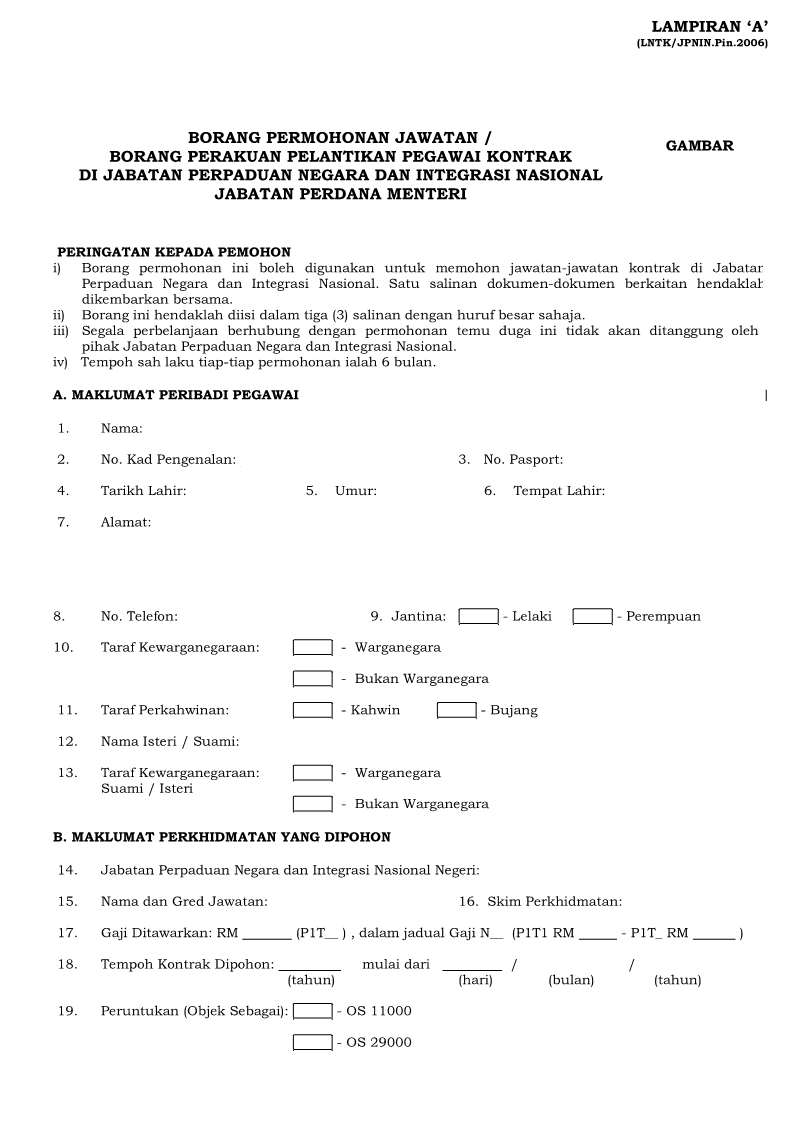 LAMPIRAN ‘A’
(LNTK/JPNIN.Pin.2006)
BORANG PERMOHONAN JAWATAN /
BORANG PERAKUAN PELANTIKAN PEGAWAI KONTRAK
DI JABATAN PERPADUAN NEGARA DAN INTEGRASI NASIONAL
JABATAN PERDANA MENTERI
GAMBAR
PERINGATAN KEPADA PEMOHON
i) Borang permohonan ini boleh digunakan untuk memohon jawatan-jawatan kontrak di Jabatan
Perpaduan Negara dan Integrasi Nasional. Satu salinan dokumen-dokumen berkaitan hendaklah
dikembarkan bersama.
ii) Borang ini hendaklah diisi dalam tiga (3) salinan dengan huruf besar sahaja.
iii) Segala perbelanjaan berhubung dengan permohonan temu duga ini tidak akan ditanggung oleh
pihak Jabatan Perpaduan Negara dan Integrasi Nasional.
iv) Tempoh sah laku tiap-tiap permohonan ialah 6 bulan.
A. MAKLUMAT PERIBADI PEGAWAI
1. Nama:
2. No. Kad Pengenalan: 3. No. Pasport:
4. Tarikh Lahir: 5. Umur: 6. Tempat Lahir:
7. Alamat:
8. No. Telefon: 9. Jantina: - Lelaki - Perempuan
10. Taraf Kewarganegaraan: - Warganegara
- Bukan Warganegara
11. Taraf Perkahwinan: - Kahwin - Bujang
12. Nama Isteri / Suami:
13. Taraf Kewarganegaraan: - Warganegara
Suami / Isteri
- Bukan Warganegara
B. MAKLUMAT PERKHIDMATAN YANG DIPOHON
14. Jabatan Perpaduan Negara dan Integrasi Nasional Negeri:
15. Nama dan Gred Jawatan: 16. Skim Perkhidmatan:
17. Gaji Ditawarkan: RM _______ (P1T__ ) , dalam jadual Gaji N__ (P1T1 RM _____ - P1T_ RM ______ )
18. Tempoh Kontrak Dipohon: _________ mulai dari ________ / /
(tahun) (hari) (bulan) (tahun)
19. Peruntukan (Objek Sebagai): - OS 11000
- OS 29000